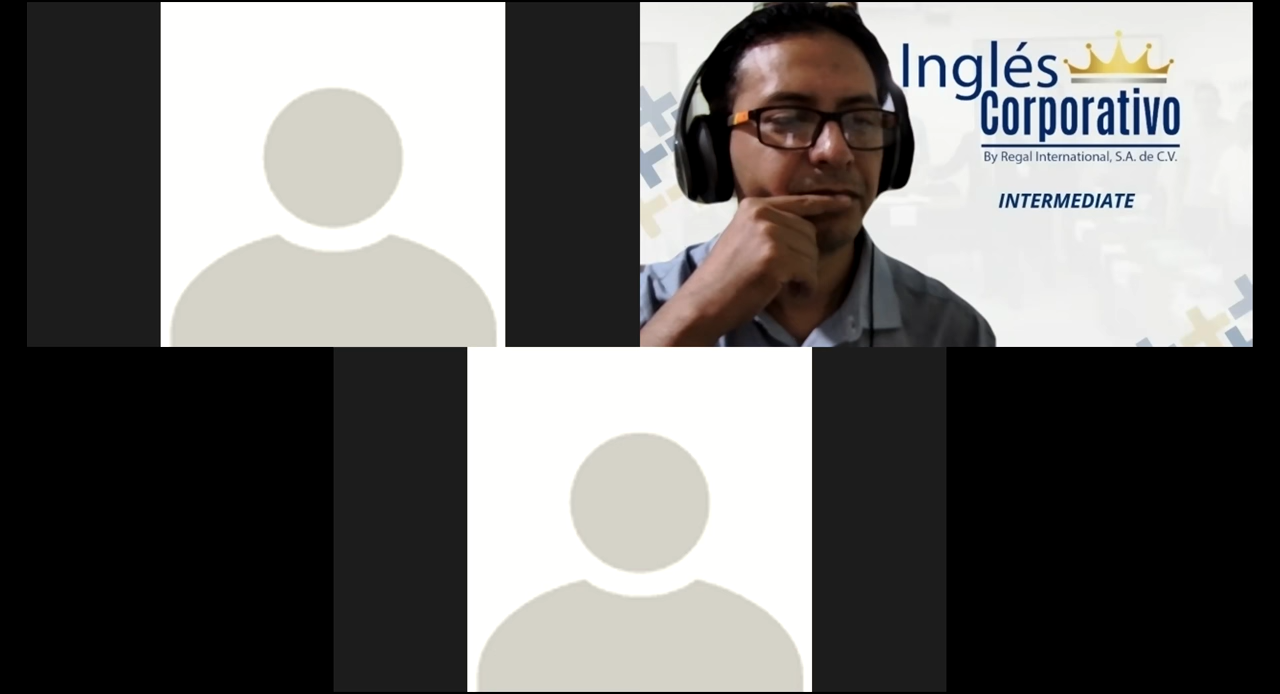 Inglés
Corporativo
By Regal International, S.A. de C.V.
INTERMEDIATE